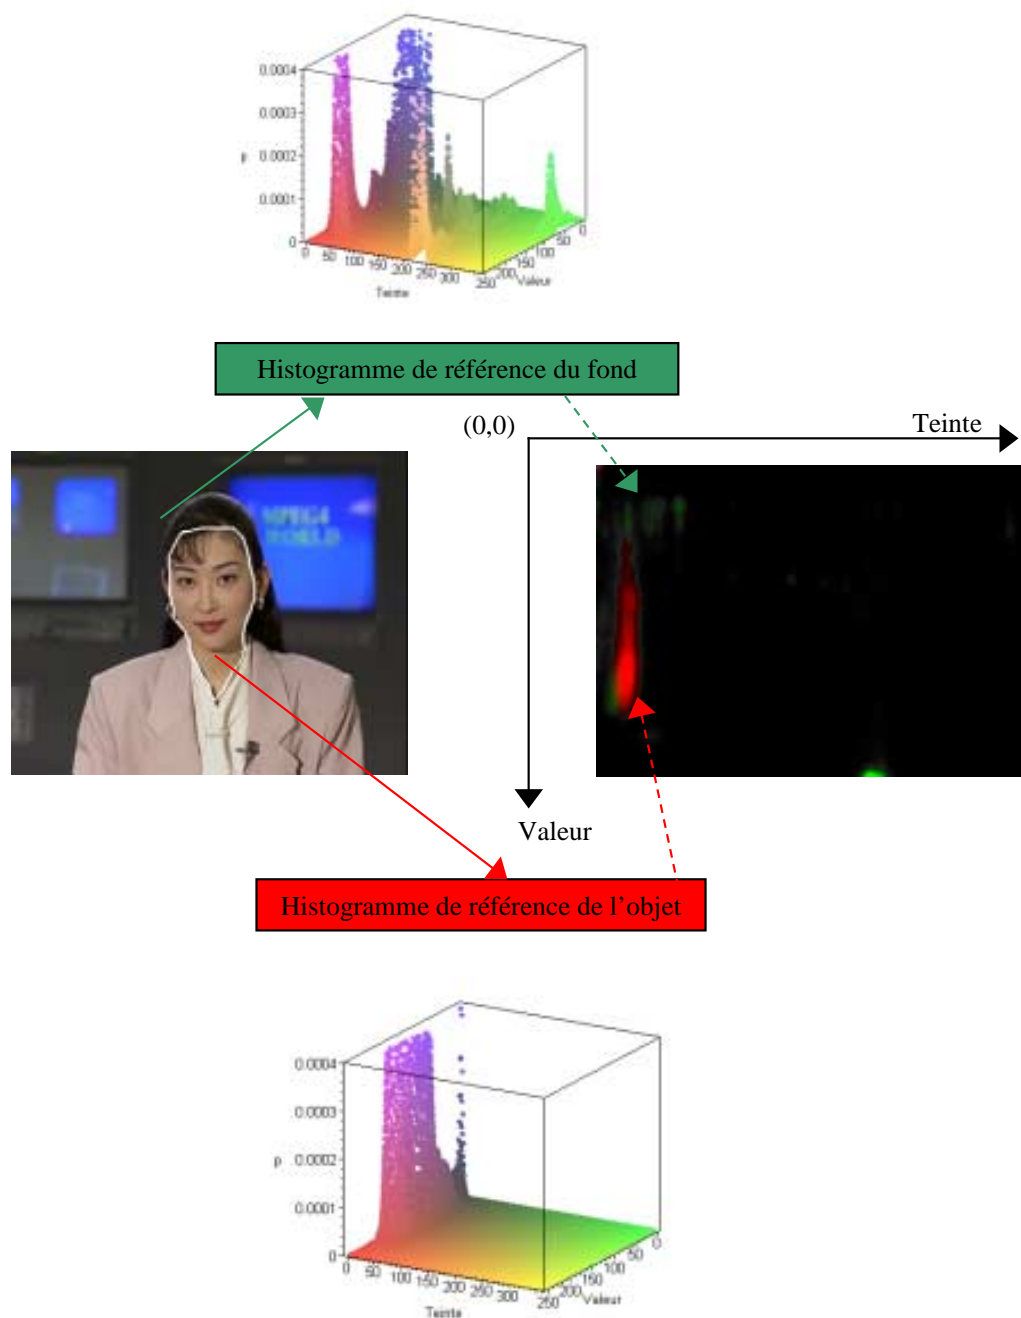 0.0004
0.0003
0.0002
0.0001
0
0 50 100 150 200 250 300
Teinte
250 200 150 100 50 0
Valeur
Histogramme de référence du fond
(0,0)
Teinte
MPEG4
WORLD
Valeur
Histogramme de référence de l’objet
0.0004
0.0003
p 0.0002
0.0001
0
0 50 100 150 200 250 300
Teinte
250 200 150 100 50 0
Valeur